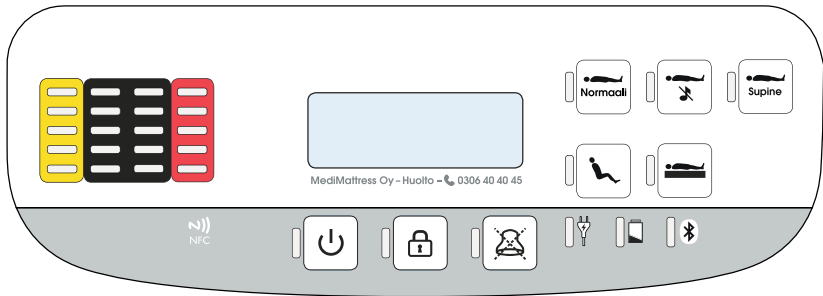 Normaali
Supine
MediMattress Oy – Huolto – 0306 40 40 45
NFC